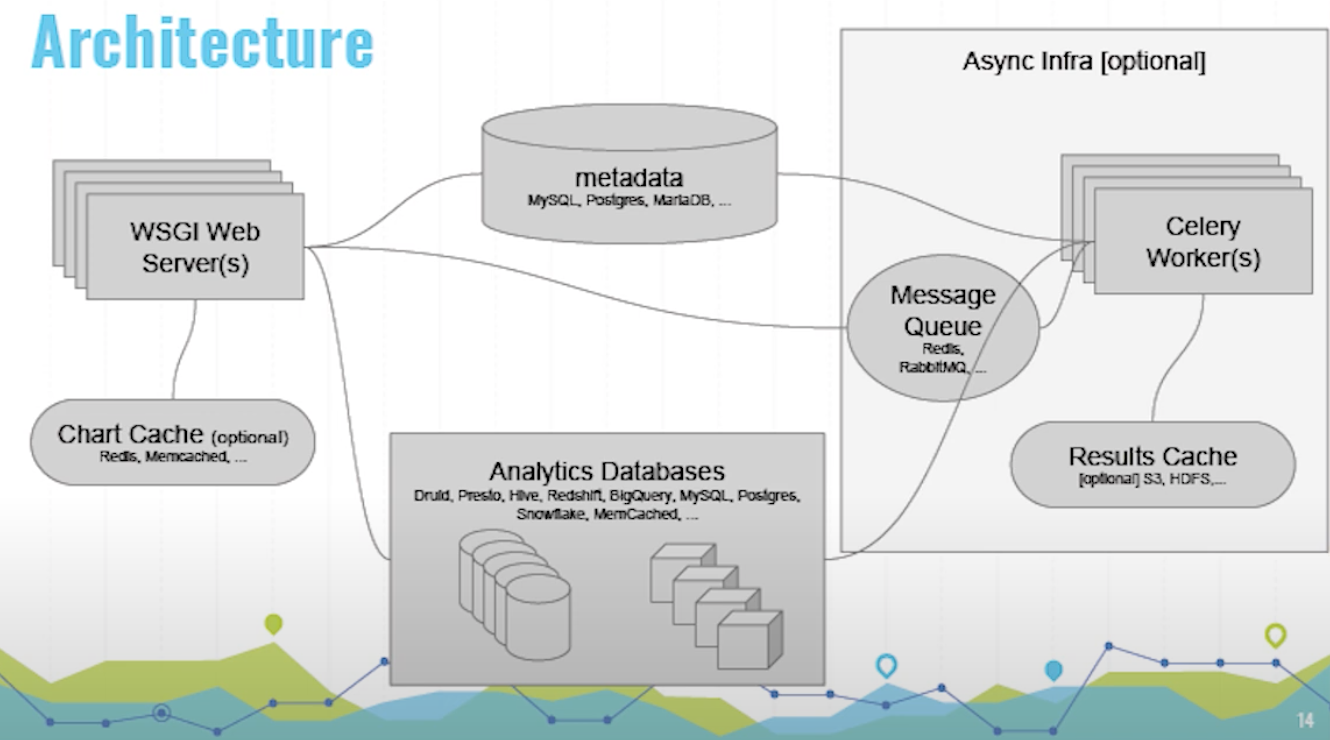 Architecture
Async Infra [optional]
metadata
MySQL, Postgres, MariaDB, ...
WSGI Web
Server(s)
Celery
Worker(s)
Message
Queue
Redis,
RabbitMQ, ...
Chart Cache (optional)
Redis, Memcached, ...
Analytics Databases
Druid, Presto, Hive, Redshift, BigQuery, MySQL, Postgres,
Snowflake, MemCached, ...
Results Cache
[optional] S3, HDFS,...
14